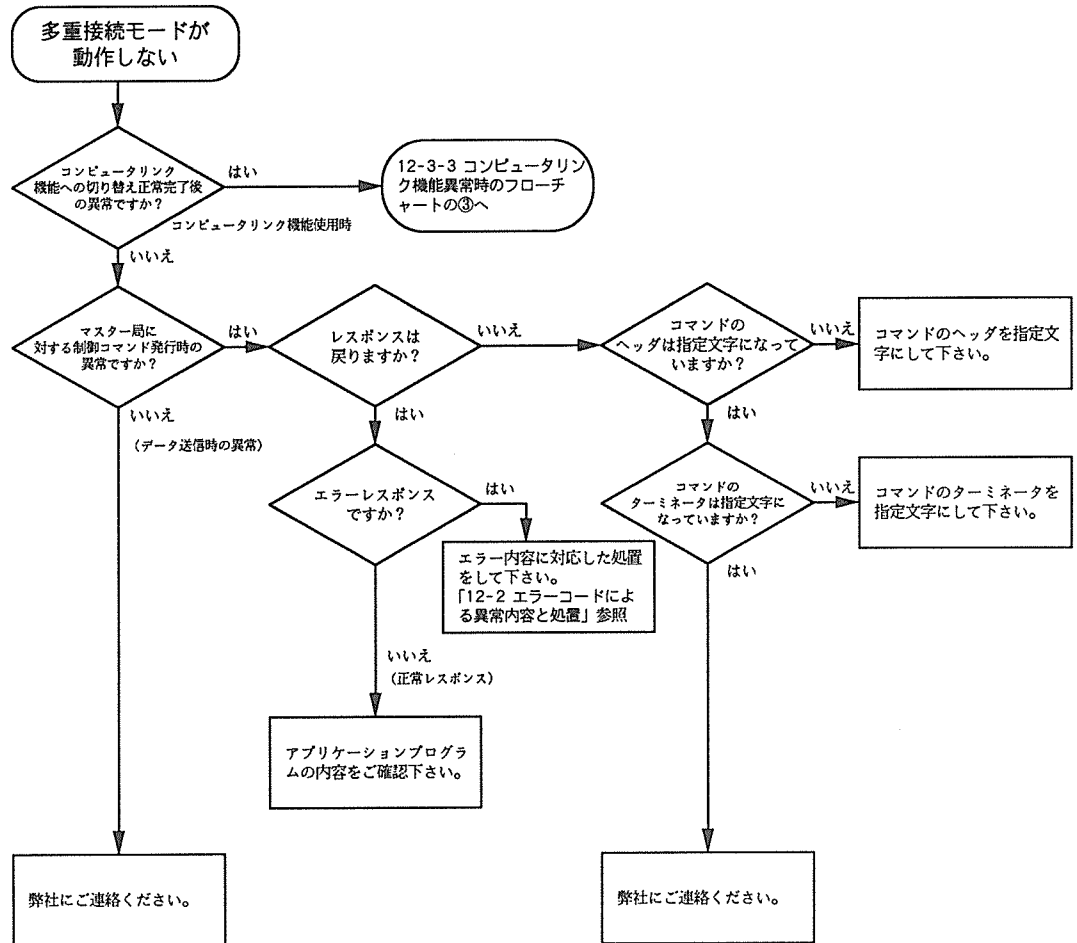 多重接続モードが
動作しない
コンピュータリンク
機能への切り替え正常完了後
の異常ですか？
はい
12-3-3 コンピュータリン
ク機能異常時のフローチ
ャートの③へ
コンピュータリンク機能使用時
いいえ
マスター局に
対する制御コマンド発行時の
異常ですか？
はい
レスポンスは
戻りますか？
いいえ
コマンドの
ヘッダは指定文字になって
いますか？
いいえ
コマンドのヘッダを指定文
字にして下さい。
いいえ
（データ送信時の異常）
はい
はい
エラーレスポンス
ですか？
はい
コマンドの
ターミネータは指定文字に
なっていますか？
いいえ
コマンドのターミネータを
指定文字にして下さい。
エラー内容に対応した処置
をして下さい。
「12-2 エラーコードによ
る異常内容と処置」参照
はい
いいえ
（正常レスポンス）
アプリケーションプログラ
ムの内容をご確認下さい。
弊社にご連絡ください。
弊社にご連絡ください。